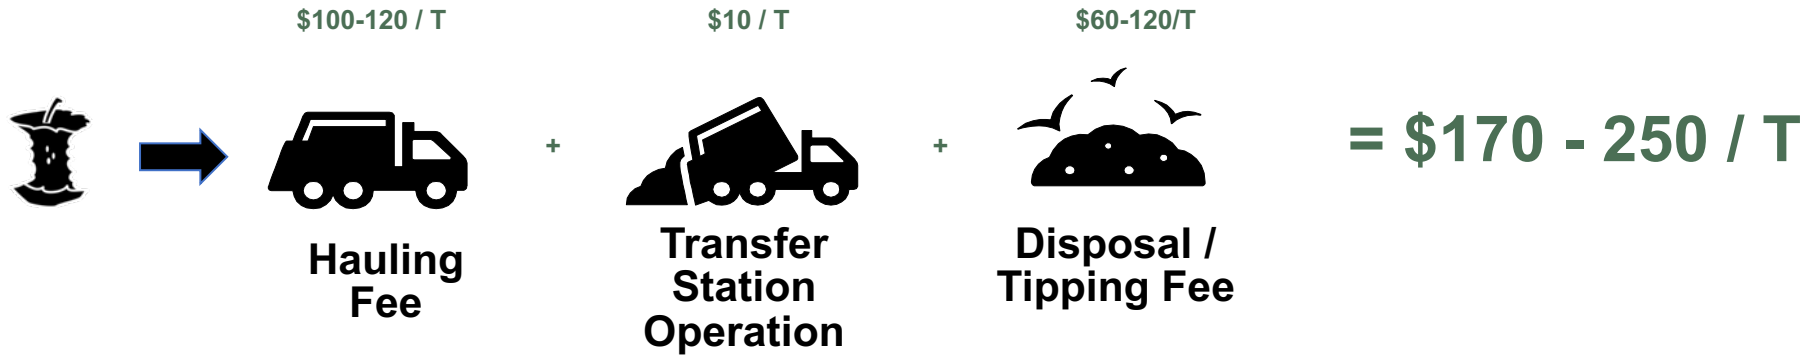 $100-120 / T
$10 / T
$60-120/T
+
+
= $170 - 250 / T
Hauling
Fee
Transfer
Station
Operation
Disposal /
Tipping Fee